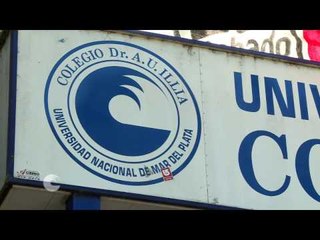 COLEGIO Dr. A. U. ILLIA
UNIVERSIDAD NACIONAL DE MAR DEL PLATA
UNIV
CO